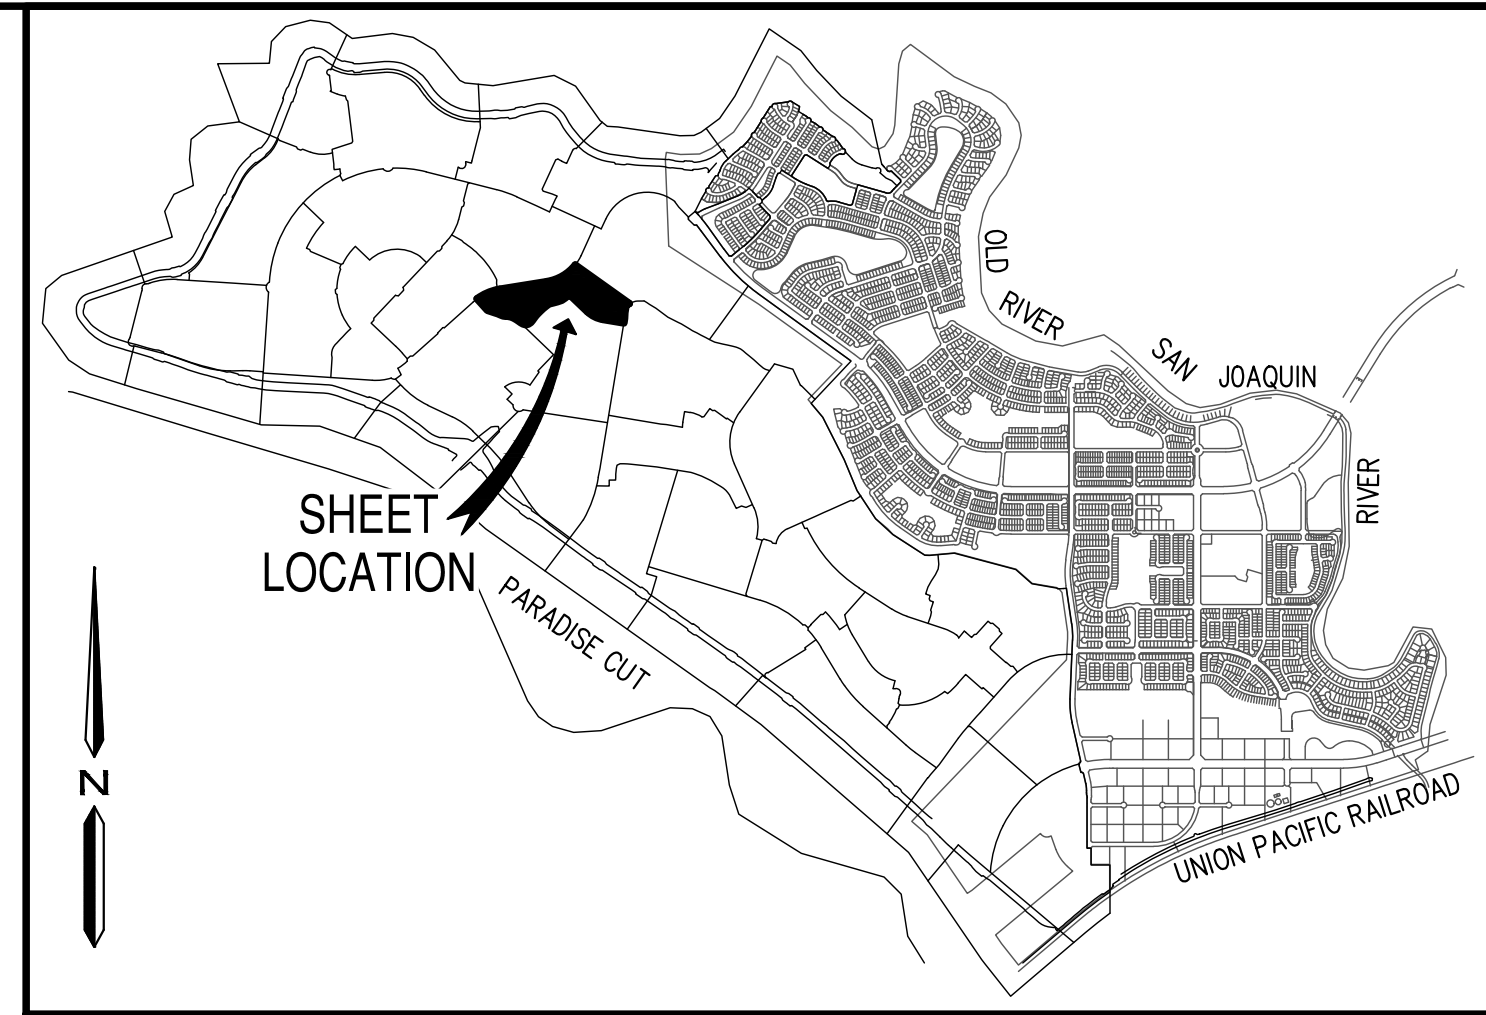 OLD
RIVER
SAN
JOAQUIN
RIVER
SHEET
LOCATION
PARADISE CUT
N
UNION PACIFIC RAILROAD